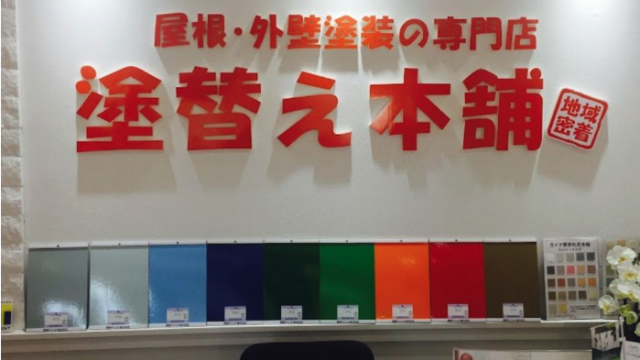 屋根・外壁塗装の専門店
塗替え本舗
地域
密着